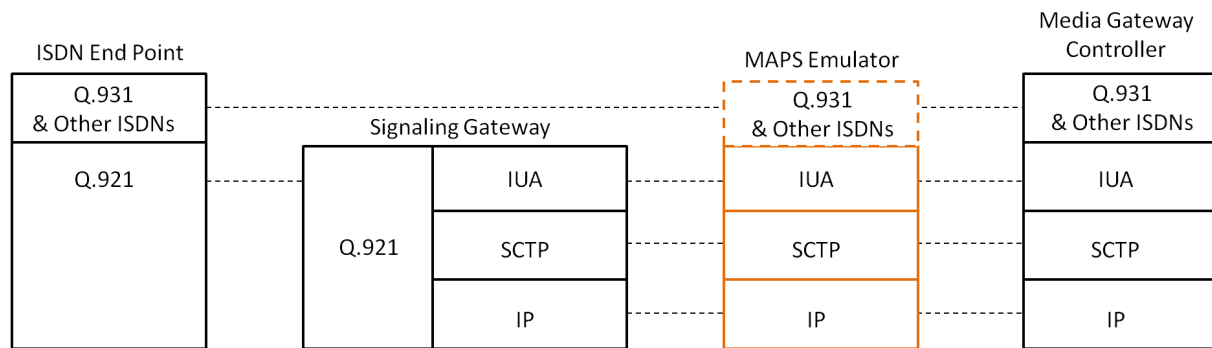 ISDN End Point
Q.931
& Other ISDNs
Q.921
Signaling Gateway
Q.921
IUA
SCTP
IP
MAPS Emulator
Q.931
& Other ISDNs
IUA
SCTP
IP
Media Gateway
Controller
Q.931
& Other ISDNs
IUA
SCTP
IP